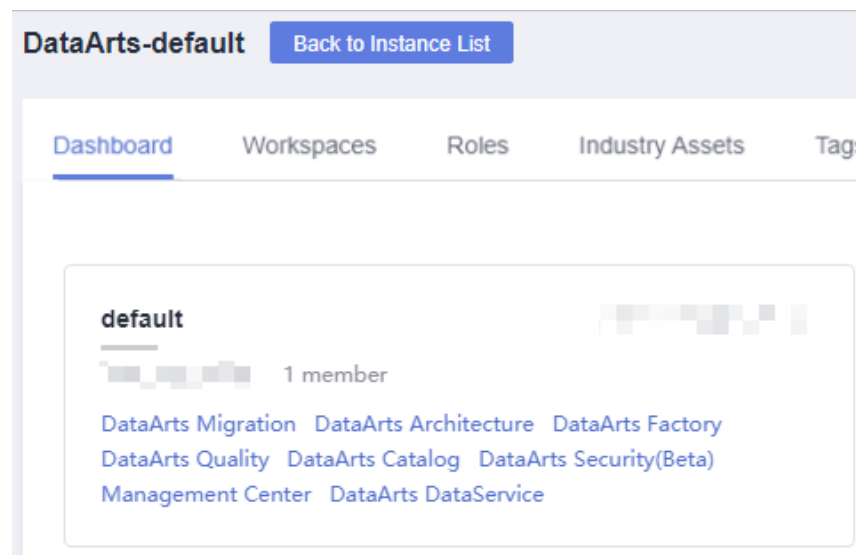 DataArts-default Back to Instance List
Dashboard Workspaces Roles Industry Assets
default
1 member
DataArts Migration DataArts Architecture DataArts Factory
DataArts Quality DataArts Catalog DataArts Security(Beta)
Management Center DataArts DataService